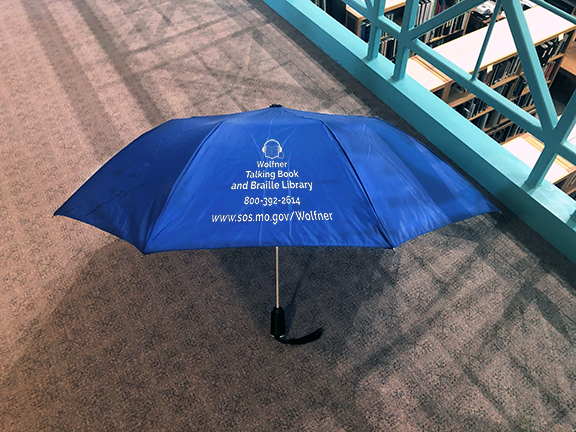 Wolfner
Talking Book
and Braille Library
800-392-2614
www.sos.mo.gov/Wolfner